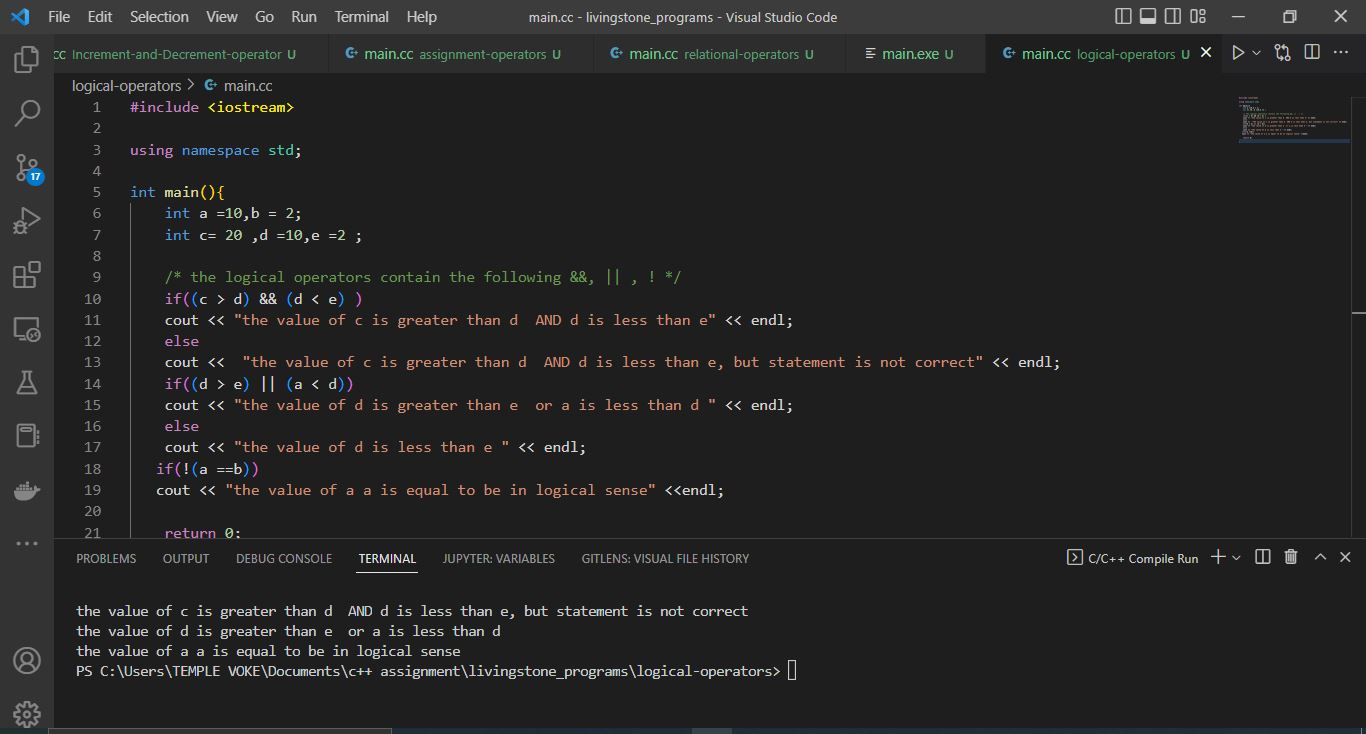 File Edit Selection View Go Run Terminal Help main.cc - livingstone_programs - Visual Studio Code
cc Increment-and-Decrement-operator U main.cc assignment-operators U main.cc relational-operators U main.exe U main.cc logical-operators U
logical-operators > main.cc
1 #include <iostream>
2
3 using namespace std;
4
5 int main(){
6 int a =10,b = 2;
7 int c= 20 ,d =10,e =2 ;
8
9 /* the logical operators contain the following &&, || , ! */
10 if((c > d) && (d < e) )
11 cout << "the value of c is greater than d  AND d is less than e" << endl;
12 else
13 cout <<  "the value of c is greater than d  AND d is less than e, but statement is not correct" << endl;
14 if((d > e) || (a < d))
15 cout << "the value of d is greater than e  or a is less than d " << endl;
16 else
17 cout << "the value of d is less than e " << endl;
18 if(!(a ==b))
19 cout << "the value of a a is equal to be in logical sense" <<endl;
20
21 return 0;
17
PROBLEMS OUTPUT DEBUG CONSOLE TERMINAL JUPYTER: VARIABLES GITLENS: VISUAL FILE HISTORY C/C++ Compile Run
the value of c is greater than d  AND d is less than e, but statement is not correct
the value of d is greater than e  or a is less than d
the value of a a is equal to be in logical sense
PS C:\Users\TEMPLE VOKE\Documents\c++ assignment\livingstone_programs\logical-operators>